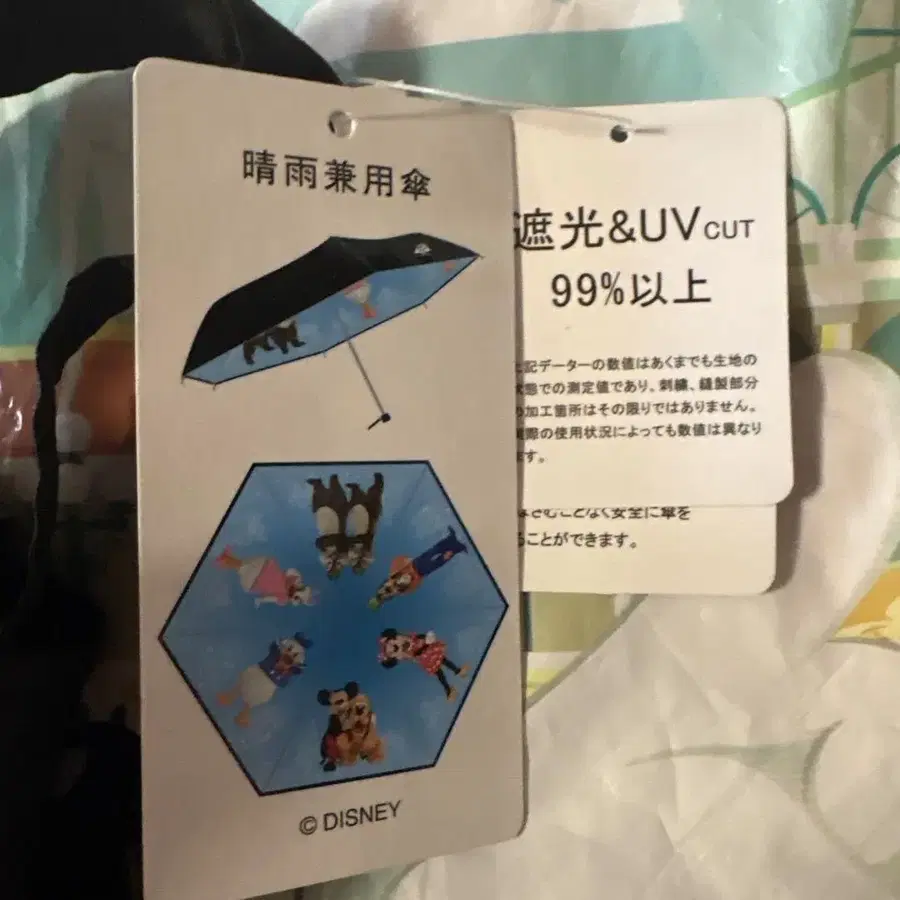 晴雨兼用傘
© DISNEY
遮光&UV CUT
99%以上
記データーの数値はあくまでも生地の
態での測定値であり、刺繍、縫製部分
加工箇所はその限りではありません。
際の使用状況によっても数値は異なり
す。
むことなく安全に傘を
ことができます。